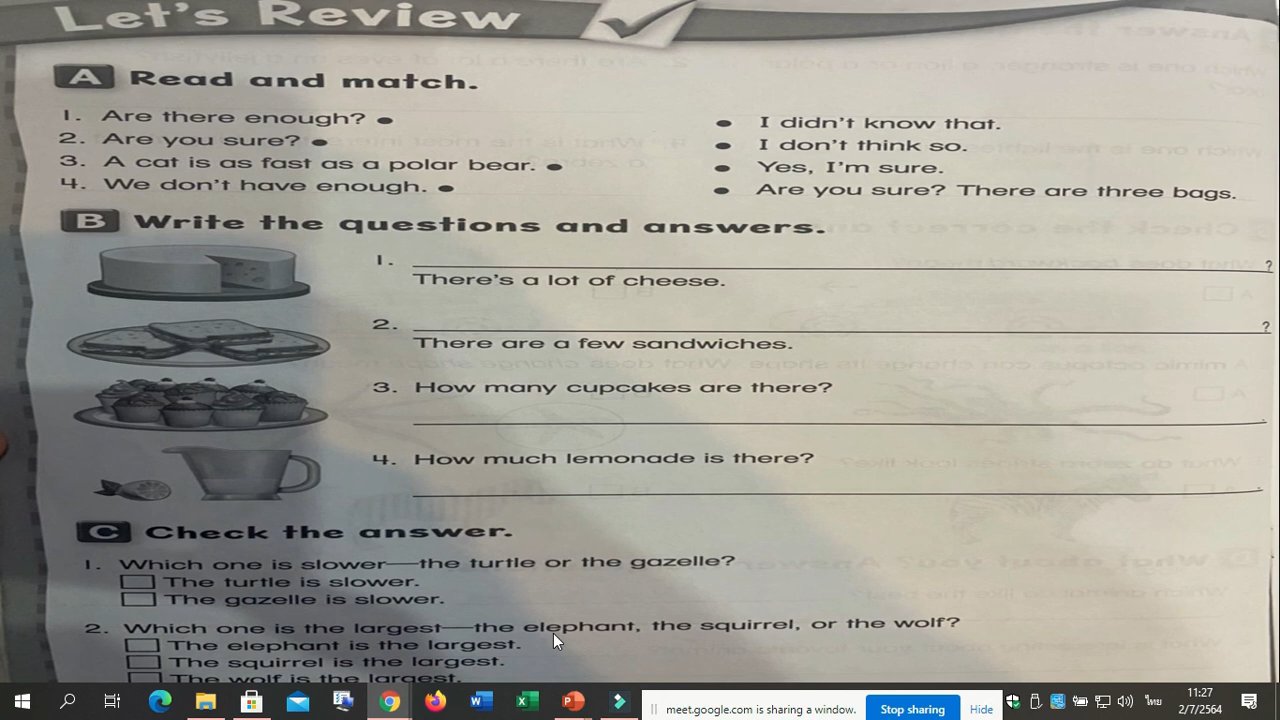 Let's Review
A Read and match.
1. Are there enough? ●
● I didn't know that.
2. Are you sure? ●
● I don't think so.
3. A cat is as fast as a polar bear. ●
● Yes, I'm sure.
4. We don't have enough. ●
● Are you sure? There are three bags.
B Write the questions and answers.
1. ?
There's a lot of cheese.
2. ?
There are a few sandwiches.
3. How many cupcakes are there?
.
4. How much lemonade is there?
.
C Check the answer.
1. Which one is slower—the turtle or the gazelle?
The turtle is slower.
The gazelle is slower.
2. Which one is the largest—the elephant, the squirrel, or the wolf?
The elephant is the largest.
The squirrel is the largest.
The wolf is the largest.
meet.google.com is sharing a window.
Stop sharing
Hide
ไทย
11:27
2/7/2564